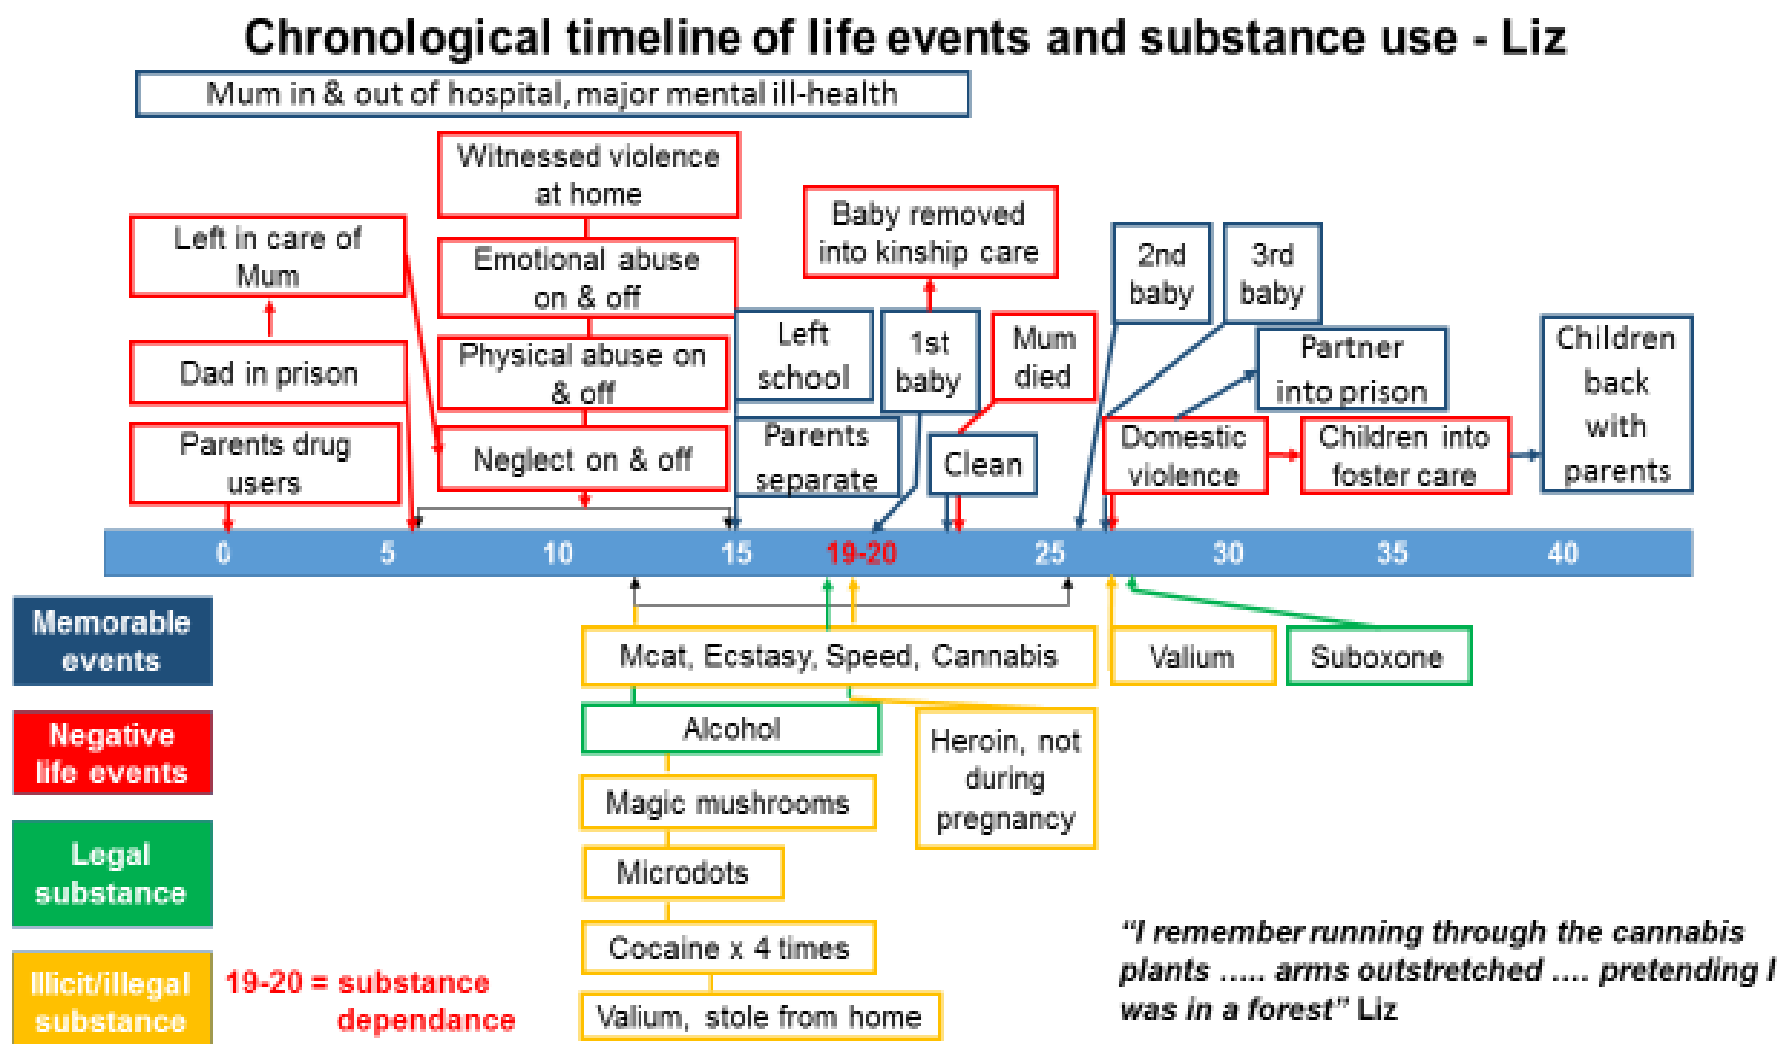 Chronological timeline of life events and substance use - Liz
Mum in & out of hospital, major mental ill-health
Witnessed violence
at home
Left in care of
Mum
Emotional abuse
on & off
Baby removed
into kinship care
2nd
baby
3rd
baby
Dad in prison
Physical abuse on
& off
Left
school
1st
baby
Mum
died
Partner
into prison
Children
back
with
parents
Parents drug
users
Neglect on & off
Parents
separate
Clean
Domestic
violence
Children into
foster care
0 5 10 15 19-20 25 30 35 40
Memorable
events
Mcat, Ecstasy, Speed, Cannabis
Valium
Suboxone
Negative
life events
Alcohol
Heroin, not
during
pregnancy
Magic mushrooms
Legal
substance
Microdots
Cocaine x 4 times
Illicit/illegal
substance
19-20 = substance
dependance
Valium, stole from home
“I remember running through the cannabis
plants ..... arms outstretched .... pretending I
was in a forest” Liz